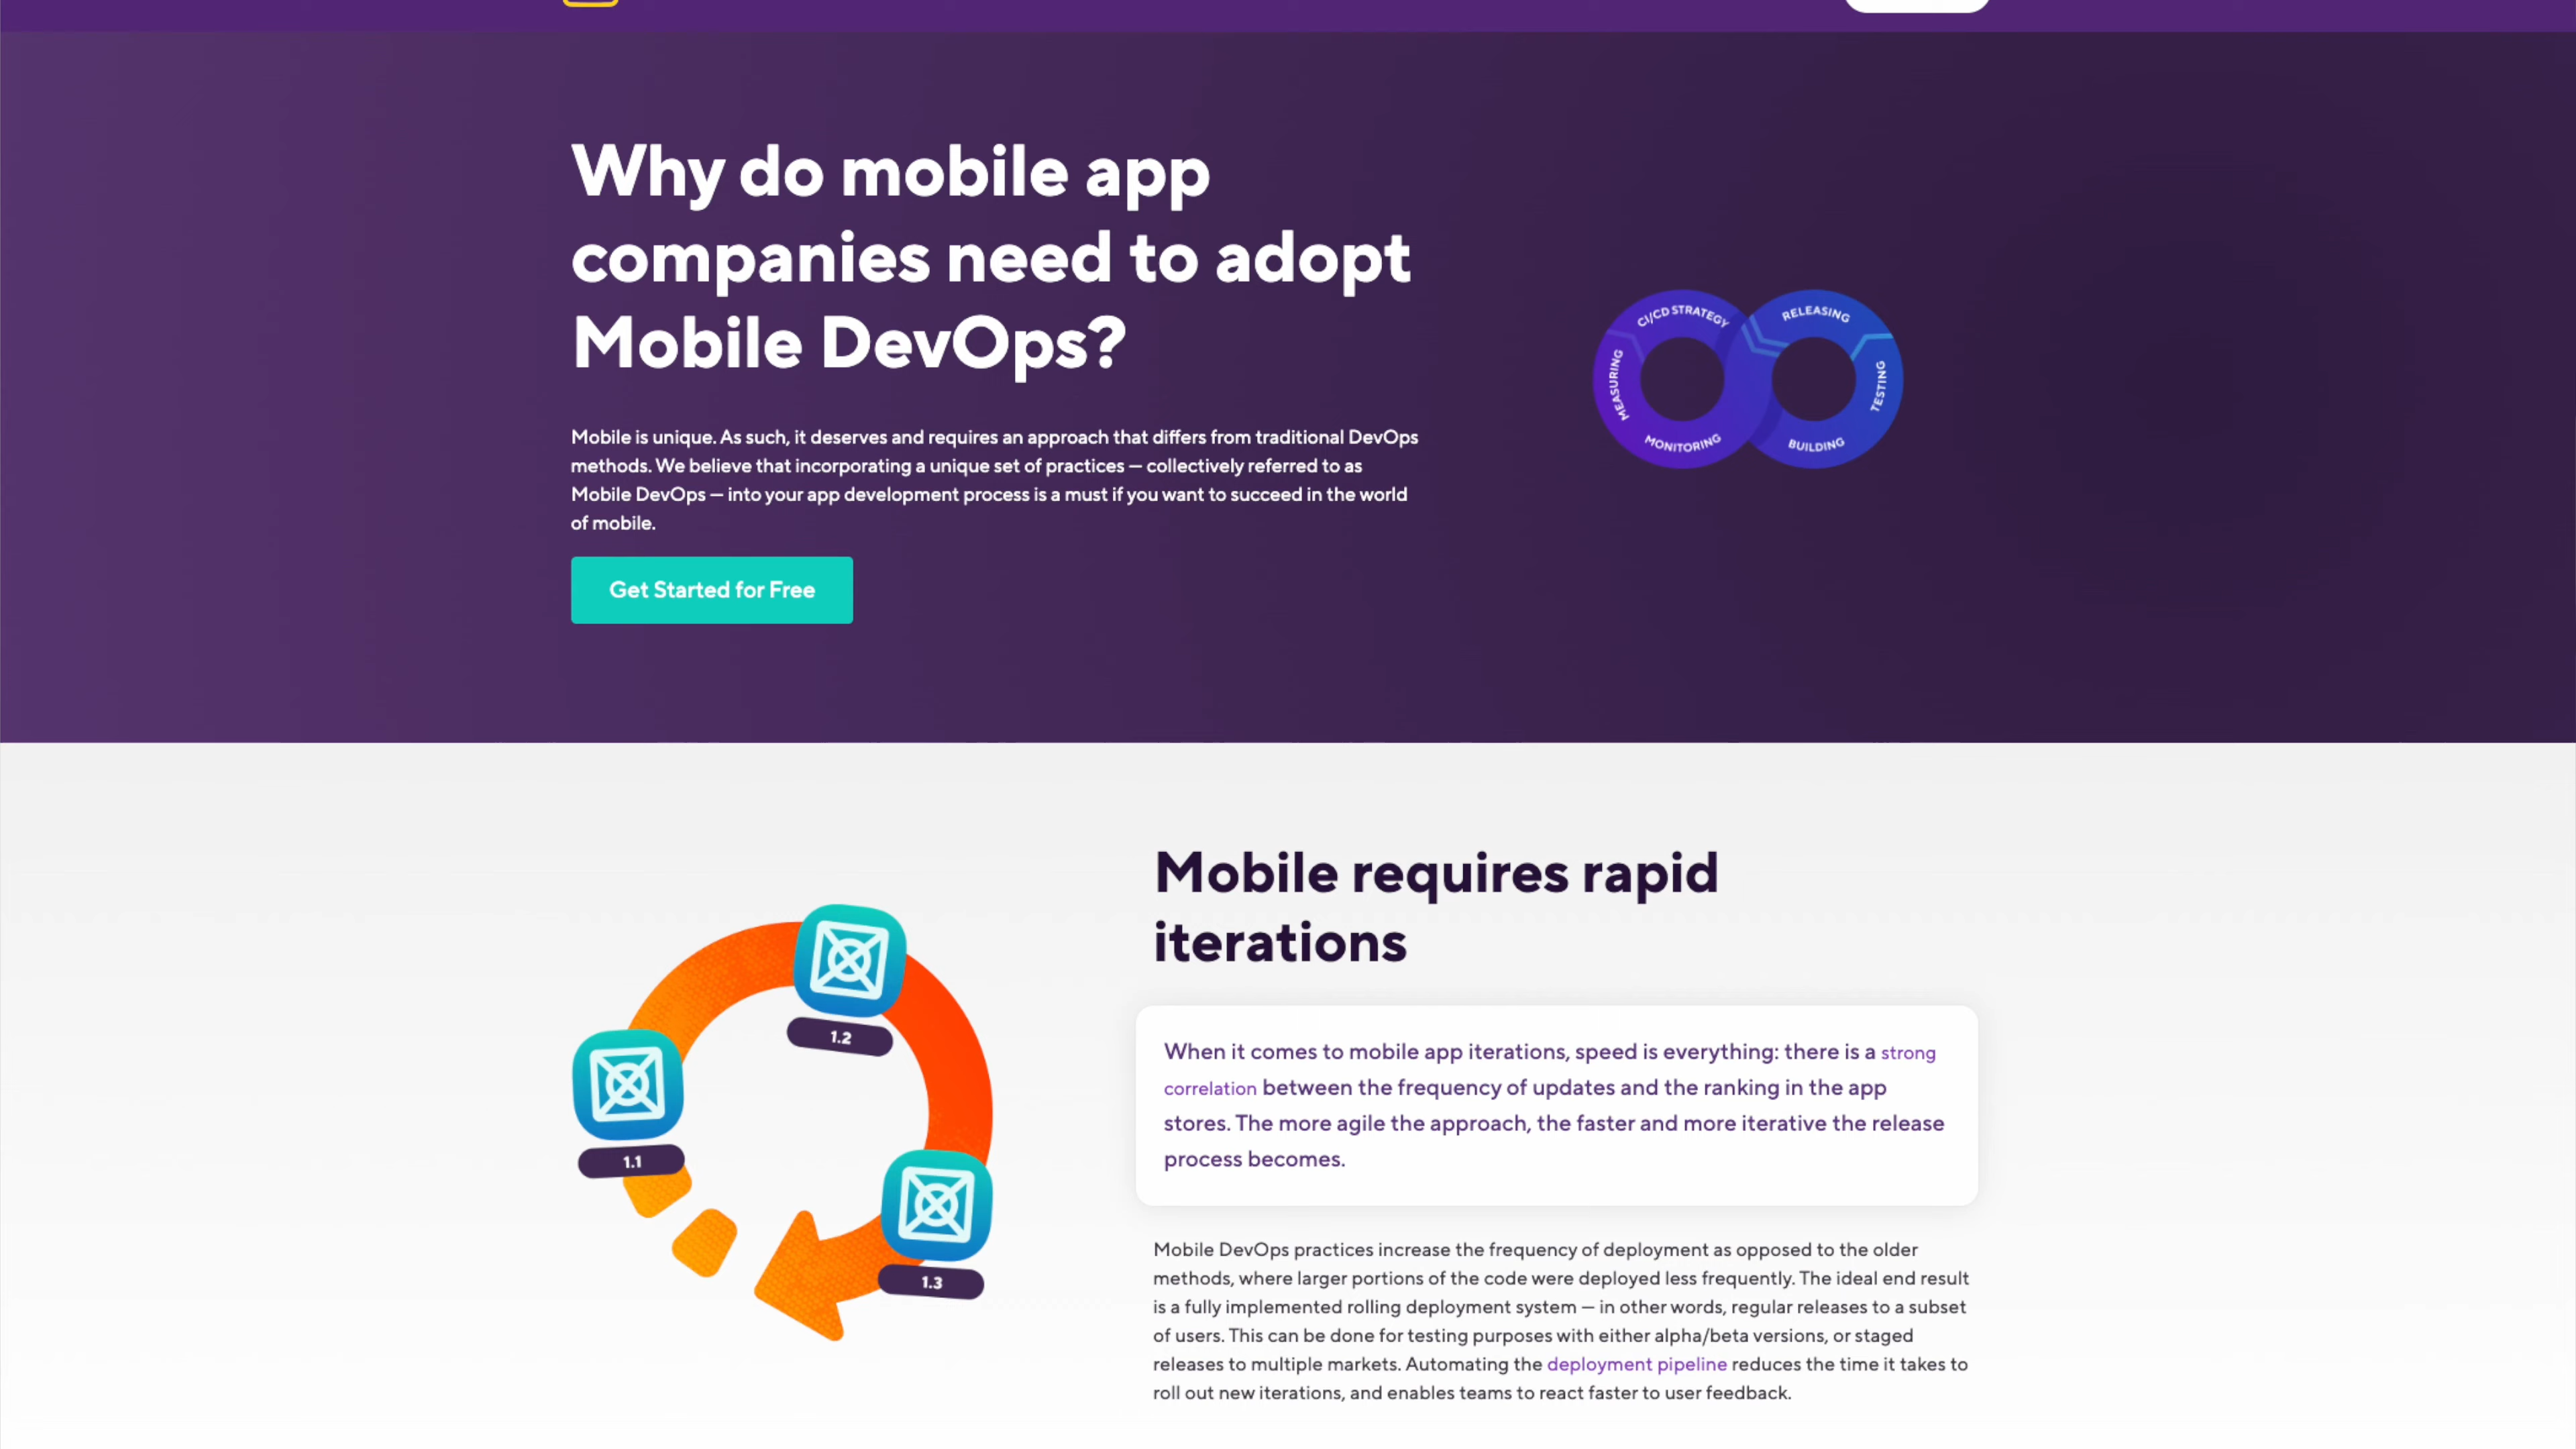 Why do mobile app
companies need to adopt
Mobile DevOps?
Mobile is unique. As such, it deserves and requires an approach that differs from traditional DevOps
methods. We believe that incorporating a unique set of practices — collectively referred to as
Mobile DevOps — into your app development process is a must if you want to succeed in the world
of mobile.
Get Started for Free
CI/CD STRATEGY
RELEASING
MEASURING
TESTING
MONITORING
BUILDING
Mobile requires rapid
iterations
1.2
1.1
1.3
When it comes to mobile app iterations, speed is everything: there is a strong
correlation between the frequency of updates and the ranking in the app
stores. The more agile the approach, the faster and more iterative the release
process becomes.
Mobile DevOps practices increase the frequency of deployment as opposed to the older
methods, where larger portions of the code were deployed less frequently. The ideal end result
is a fully implemented rolling deployment system — in other words, regular releases to a subset
of users. This can be done for testing purposes with either alpha/beta versions, or staged
releases to multiple markets. Automating the deployment pipeline reduces the time it takes to
roll out new iterations, and enables teams to react faster to user feedback.